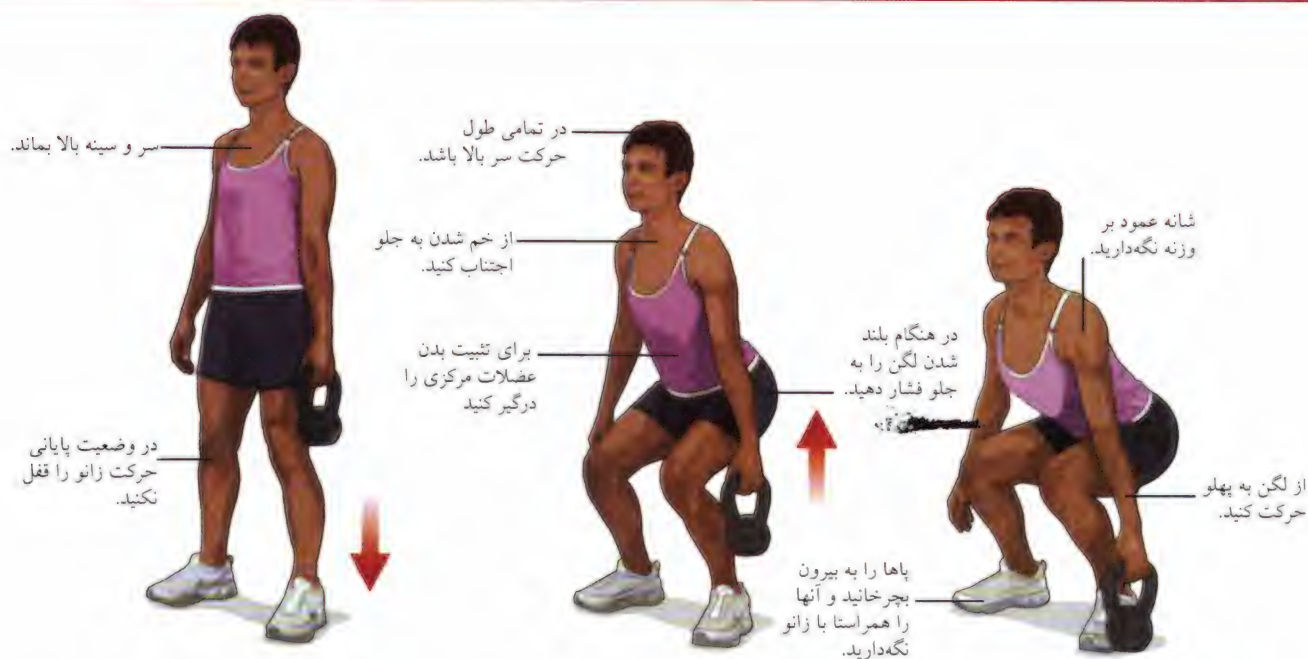 سر و سینه بالا بماند.
در وضعیت پایانی
حرکت زانو را قفل
نکنید.
در تمامی طول
حرکت سر بالا باشد.
از خم شدن به جلو
اجتناب کنید.
برای تثبیت بدن
عضلات مرکزی را
درگیر کنید
در هنگام بلند
شدن لگن را به
جلو فشار دهید.
پاها را به بیرون
بچرخانید و آنها
را همراستا با زانو
نگه‌دارید.
شانه عمود بر
وزنه نگه‌دارید.
از لگن به پهلو
حرکت کنید.